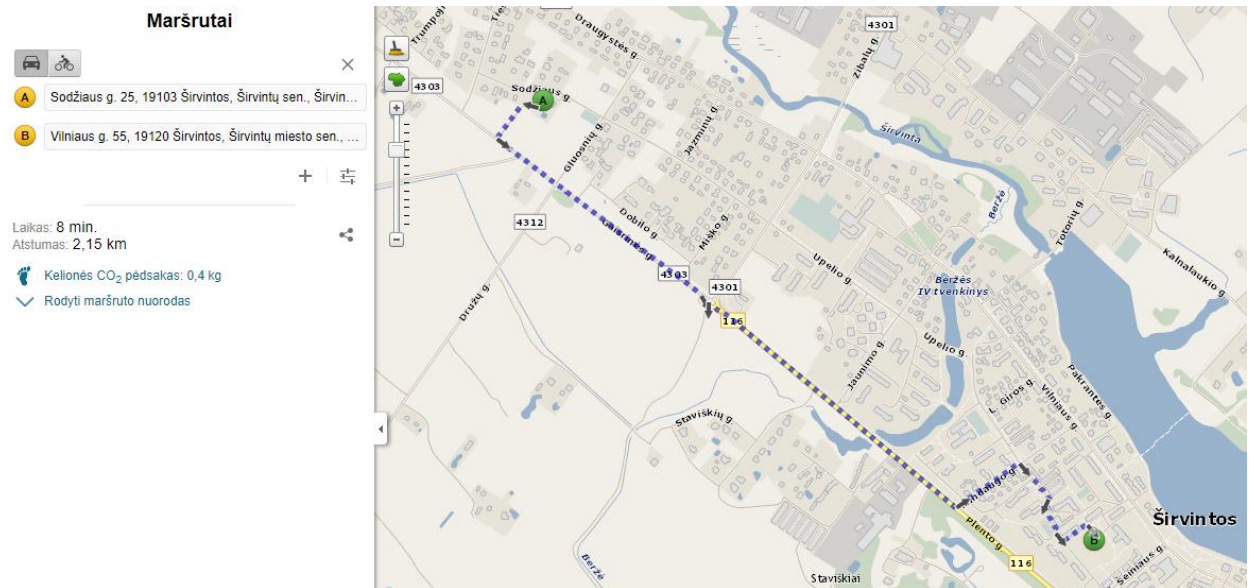 Maršrutai
A Sodžiaus g. 25, 19103 Širvintos, Širvintų sen., Širvin...
B Vilniaus g. 55, 19120 Širvintos, Širvintų miesto sen., ...
Laikas: 8 min.
Atstumas: 2,15 km
Kelionės CO2 pėdsakas: 0,4 kg
Rodyti maršruto nuorodas
Draugystės g.
4301
Zibalų g.
4303
Sodžiaus g.
A
Širvinta
Gluosnių g.
Jazminų g.
Beržė
Totorių g.
4312
Dobilo g.
Miško g.
Kalnalaukio g.
Upelio g.
4303
4301
Beržės
IV tvenkinys
Družų g.
116
Upelio g.
Jaunimo g.
Pakrantės g.
L. Giros g.
Vilniaus g.
Staviškių g.
Širvintos
Plento g.
B
Beržė
Staviškiai
116
Seiniaus g.